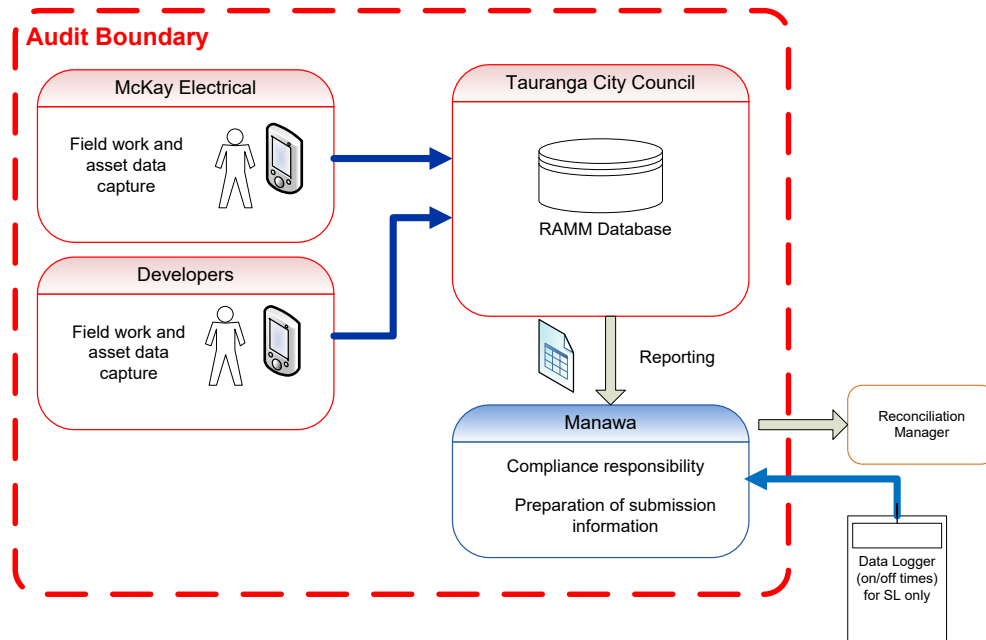 Audit Boundary
McKay Electrical
Field work and
asset data
capture
Tauranga City Council
RAMM Database
Developers
Field work and
asset data
capture
Reporting
Manawa
Compliance responsibility
Preparation of submission
information
Reconciliation
Manager
Data Logger
(on/off times)
for SL only